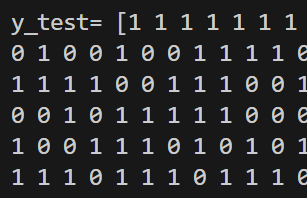 y_test= [1 1 1 1 1 1 1
0 1 0 0 1 0 0 1 1 1 1 0
1 1 1 1 0 0 1 1 1 0 0 1
0 0 1 0 1 1 1 1 1 0 0 0
1 0 0 1 1 1 0 1 0 1 0 1
1 1 1 0 1 1 1 0 1 1 1 0